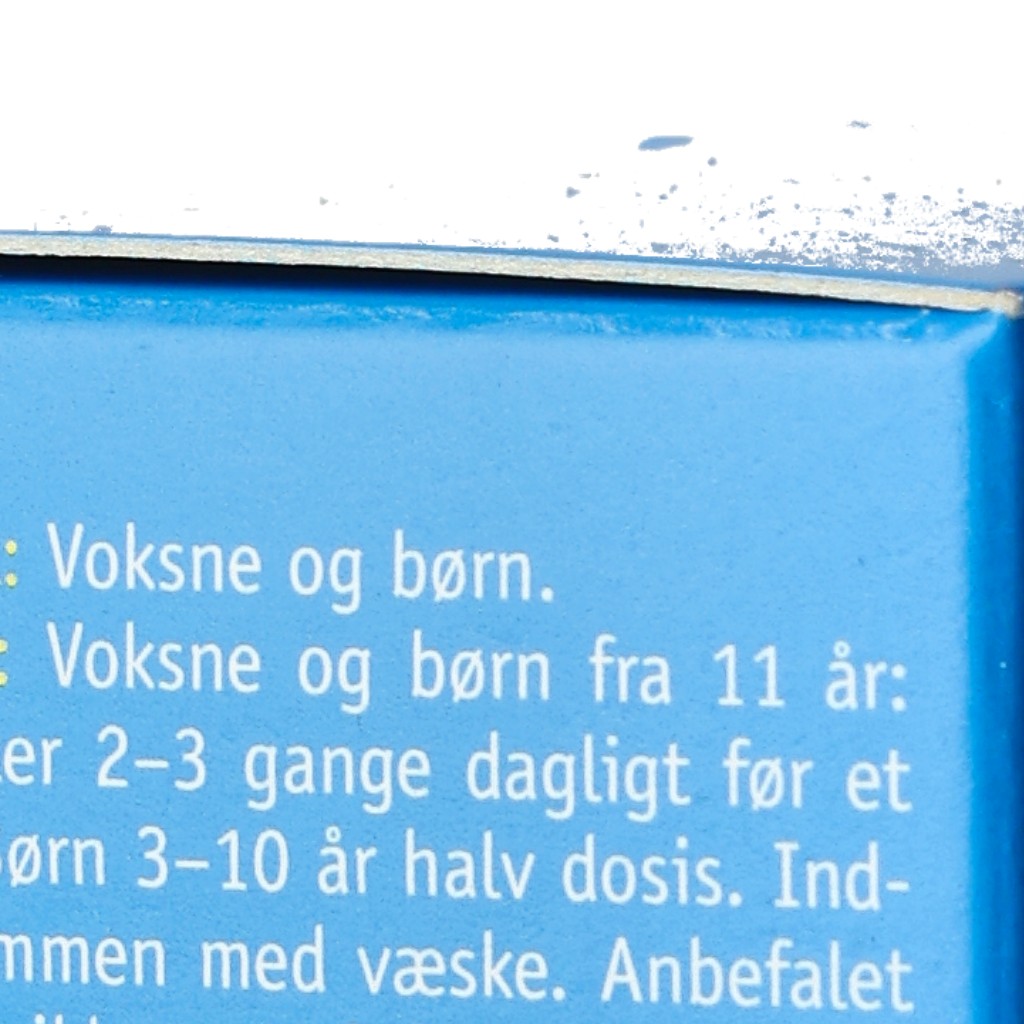 : Voksne og børn.
: Voksne og børn fra 11 år:
er 2–3 gange dagligt før et
ørn 3–10 år halv dosis. Ind-
mmen med væske. Anbefalet